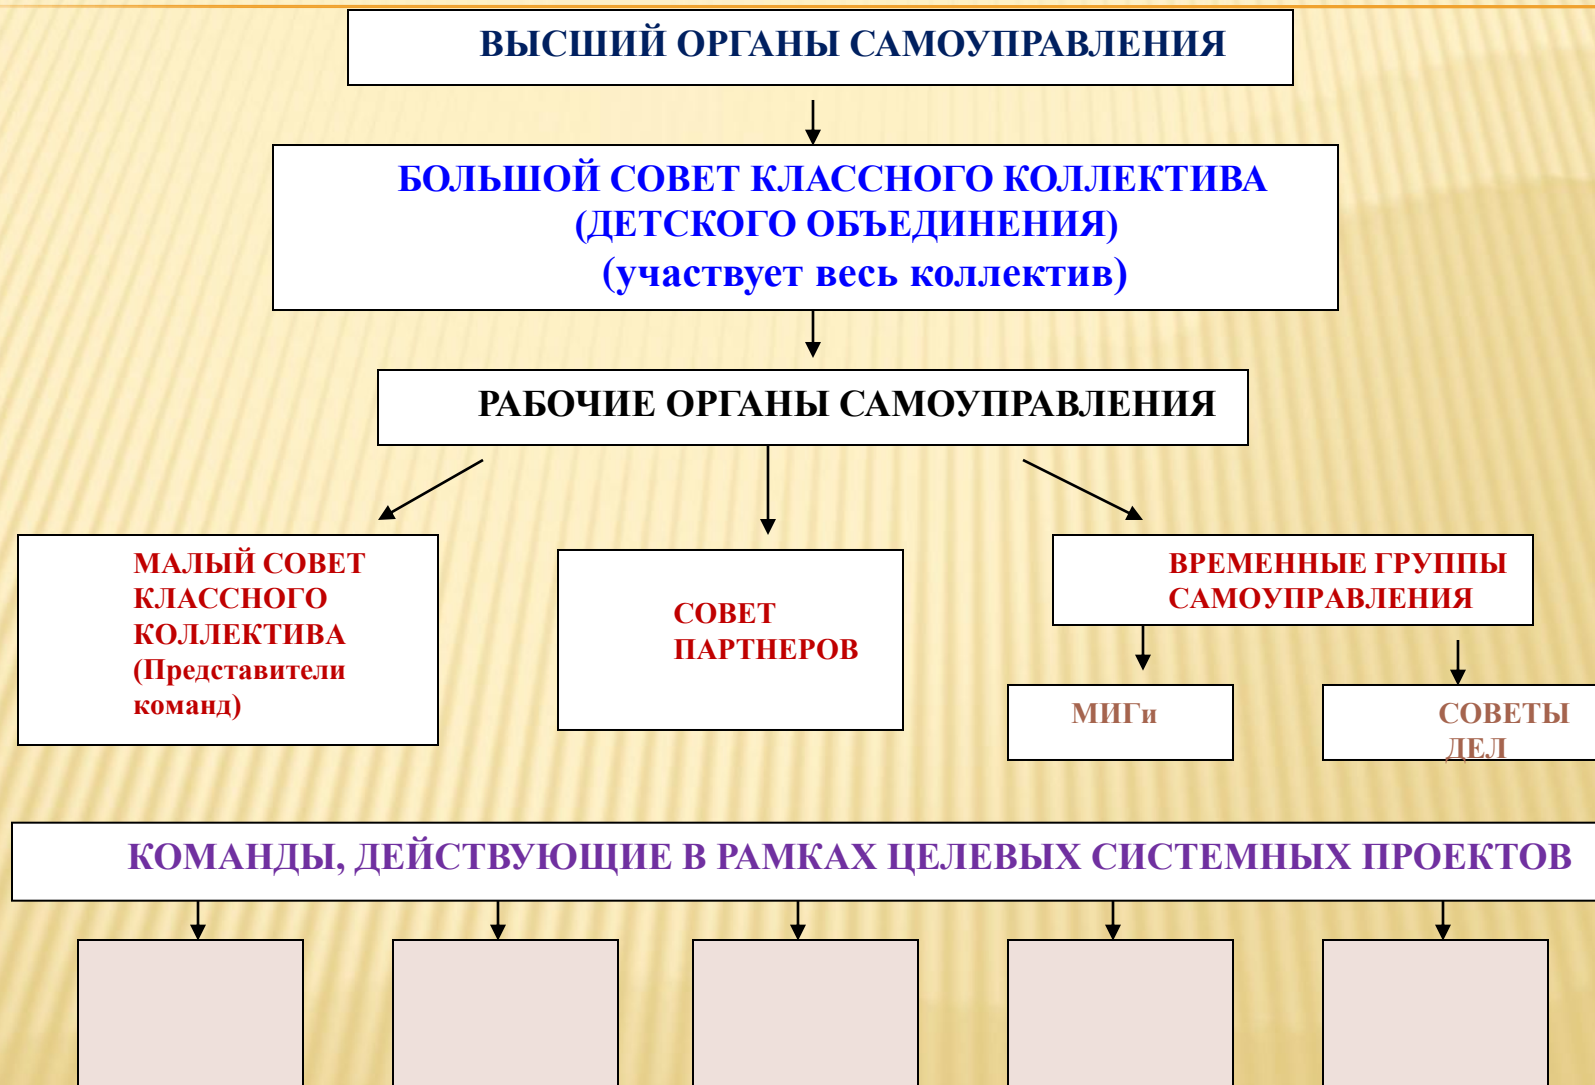 ВЫСШИЙ ОРГАНЫ САМОУПРАВЛЕНИЯ
БОЛЬШОЙ СОВЕТ КЛАССНОГО КОЛЛЕКТИВА
(ДЕТСКОГО ОБЪЕДИНЕНИЯ)
(участвует весь коллектив)
РАБОЧИЕ ОРГАНЫ САМОУПРАВЛЕНИЯ
МАЛЫЙ СОВЕТ
КЛАССНОГО
КОЛЛЕКТИВА
(Представители
команд)
СОВЕТ
ПАРТНЕРОВ
ВРЕМЕННЫЕ ГРУППЫ
САМОУПРАВЛЕНИЯ
МИГи
СОВЕТЫ
ДЕЛ
КОМАНДЫ, ДЕЙСТВУЮЩИЕ В РАМКАХ ЦЕЛЕВЫХ СИСТЕМНЫХ ПРОЕКТОВ